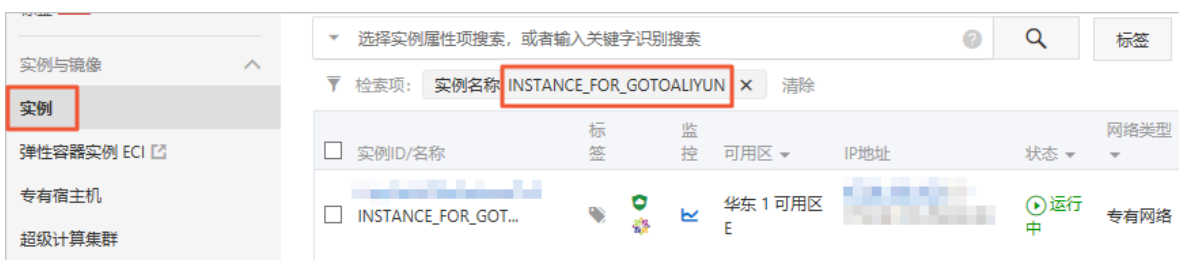 选择实例属性项搜索，或者输入关键字识别搜索
标签
实例与镜像
检索项：
实例名称
INSTANCE_FOR_GOTOALIYUN
清除
实例
弹性容器实例 ECI
专有宿主机
超级计算集群
实例ID/名称
标签
监控
可用区
IP地址
状态
网络类型
INSTANCE_FOR_GOT...
华东 1 可用区
E
运行
中
专有网络